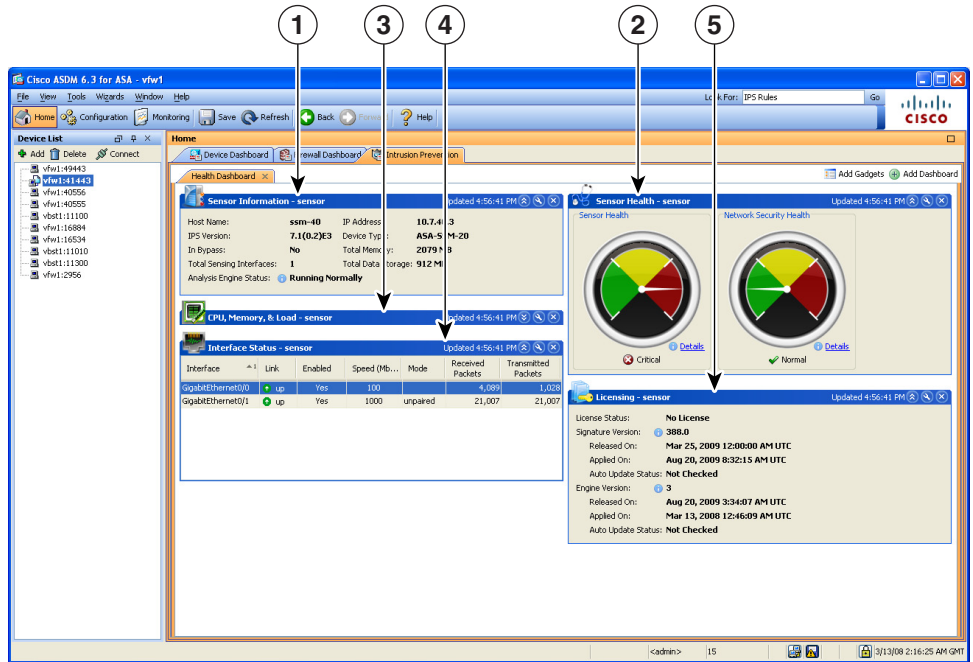 1 3 4 2 5
Cisco ASDM 6.3 for ASA - vfw1
File View Tools Wizards Window Help
Look For: IPS Rules Go
Home Configuration Monitoring Save Refresh Back Forward Help
CISCO
Device List
Add Delete Connect
vfw1:49443
vfw1:41443
vfw1:40556
vfw1:40555
vbst1:11100
vfw1:16884
vfw1:16534
vbst1:11010
vbst1:11300
vfw1:2956
Home
Device Dashboard Firewall Dashboard Intrusion Prevention
Health Dashboard
Add Gadgets Add Dashboard
Sensor Information - sensor Updated 4:56:41 PM
Host Name: ssm-40 IP Address:
IPS Version: 7.1(0.2)E3 Device Type:
In Bypass: No Total Memory: 2079 MB
Total Sensing Interfaces: 1 Total Data Storage: 912 MB
Analysis Engine Status: Running Normally
CPU, Memory, & Load - sensor Updated 4:56:41 PM
Interface Status - sensor Updated 4:56:41 PM
Interface 1 Link Enabled Speed (Mb... Mode Received Packets Transmitted Packets
GigabitEthernet0/0 up Yes 100 4,089 1,028
GigabitEthernet0/1 up Yes 1000 unpaired 21,007 21,007
Sensor Health - sensor Updated 4:56:41 PM
Sensor Health Network Security Health
Details Details
Critical Normal
Licensing - sensor Updated 4:56:41 PM
License Status: No License
Signature Version: 388.0
Released On: Mar 25, 2009 12:00:00 AM UTC
Applied On: Aug 20, 2009 8:32:15 AM UTC
Auto Update Status: Not Checked
Engine Version: 3
Released On: Aug 20, 2009 3:34:07 AM UTC
Applied On: Mar 13, 2008 12:46:09 AM UTC
Auto Update Status: Not Checked
<admin> 15 3/13/08 2:16:25 AM GMT